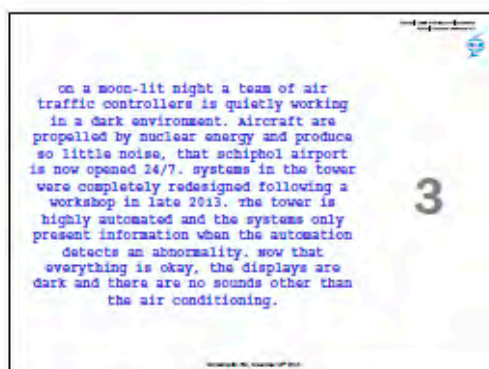 on a moon-lit night a team of air
traffic controllers is quietly working
in a dark environment. Aircraft are
propelled by nuclear energy and produce
so little noise, that schiphol airport
is now opened 24/7. systems in the tower
were completely redesigned following a
workshop in late 2013. The tower is
highly automated and the systems only
present information when the automation
detects an abnormality. Now that
everything is okay, the displays are
dark and there are no sounds other than
the air conditioning.
3